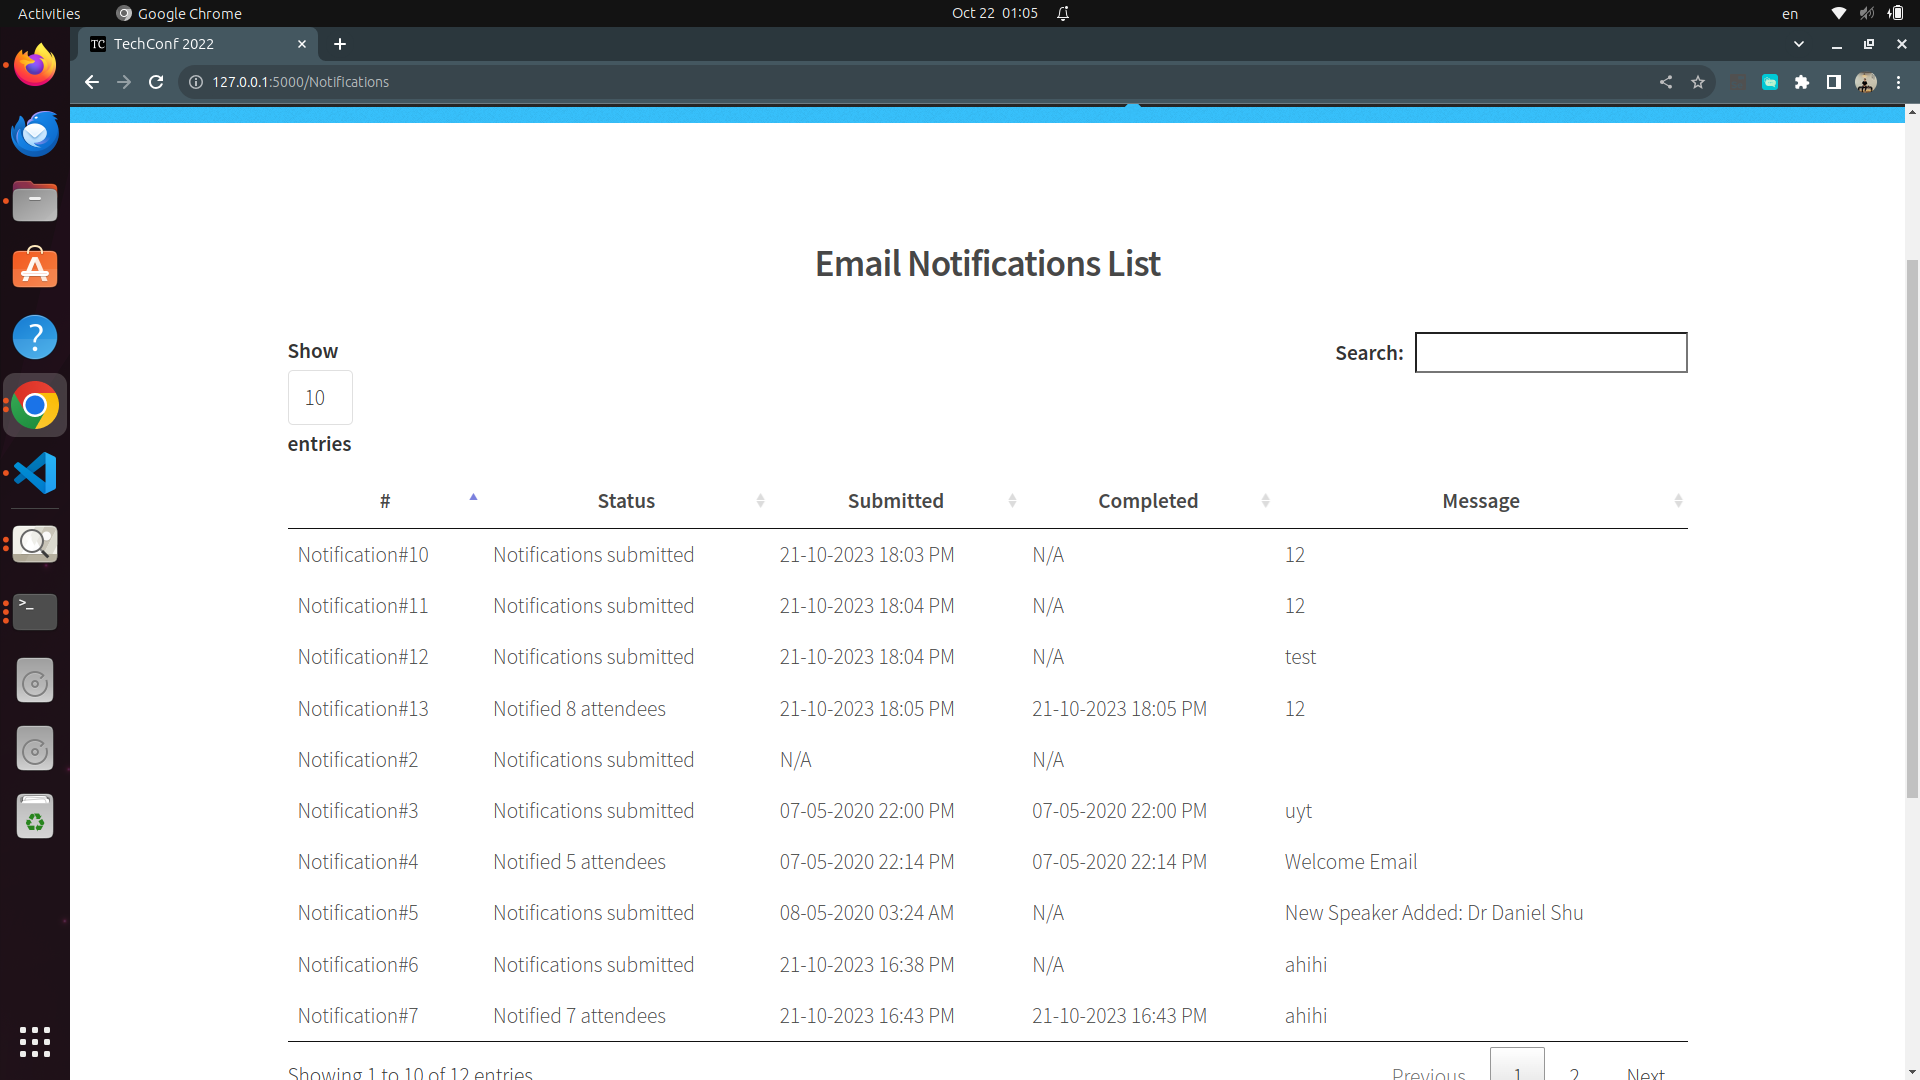 Activities Google Chrome Oct 22 01:05 en
TC TechConf 2022
127.0.0.1:5000/Notifications
Email Notifications List
Show
10
entries
Search:
# Status Submitted Completed Message
Notification#10 Notifications submitted 21-10-2023 18:03 PM N/A 12
Notification#11 Notifications submitted 21-10-2023 18:04 PM N/A 12
Notification#12 Notifications submitted 21-10-2023 18:04 PM N/A test
Notification#13 Notified 8 attendees 21-10-2023 18:05 PM 21-10-2023 18:05 PM 12
Notification#2 Notifications submitted N/A N/A
Notification#3 Notifications submitted 07-05-2020 22:00 PM 07-05-2020 22:00 PM uyt
Notification#4 Notified 5 attendees 07-05-2020 22:14 PM 07-05-2020 22:14 PM Welcome Email
Notification#5 Notifications submitted 08-05-2020 03:24 AM N/A New Speaker Added: Dr Daniel Shu
Notification#6 Notifications submitted 21-10-2023 16:38 PM N/A ahihi
Notification#7 Notified 7 attendees 21-10-2023 16:43 PM 21-10-2023 16:43 PM ahihi
Showing 1 to 10 of 12 entries Previous 1 2 Next